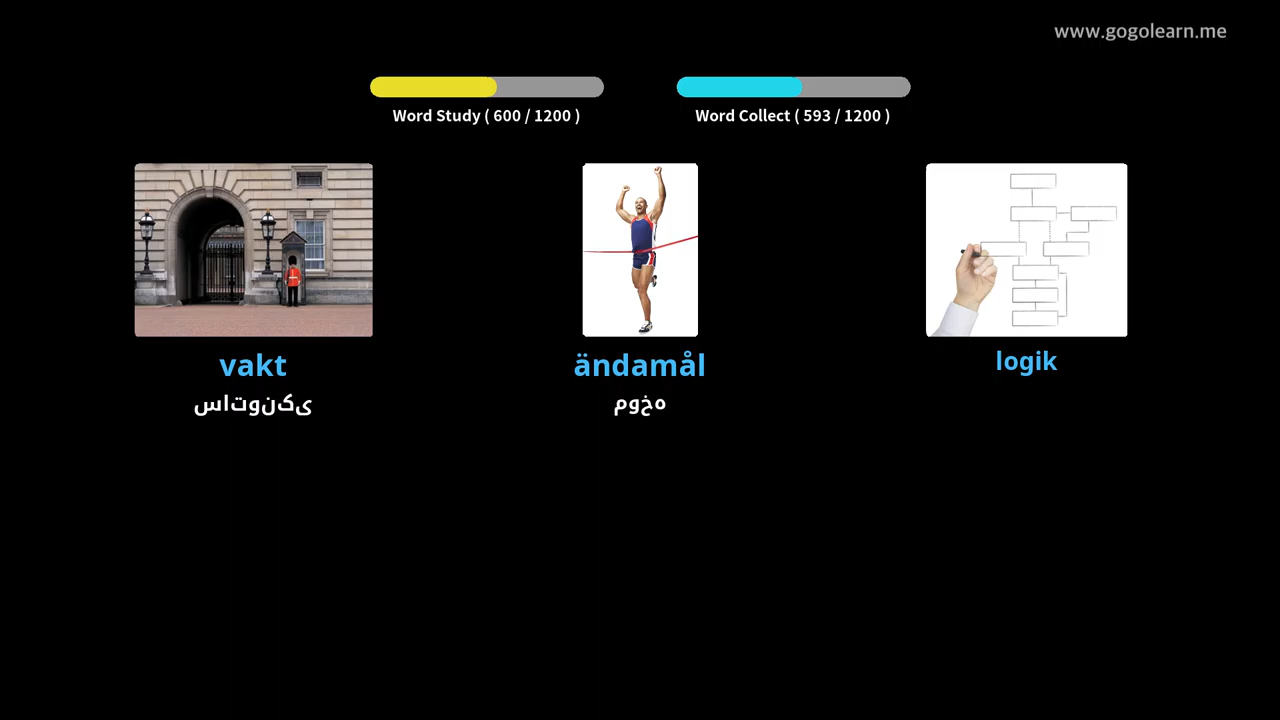 www.gogolearn.me
Word Study ( 600 / 1200 )
Word Collect ( 593 / 1200 )
vakt
ساتونکی
ändamål
موخه
logik